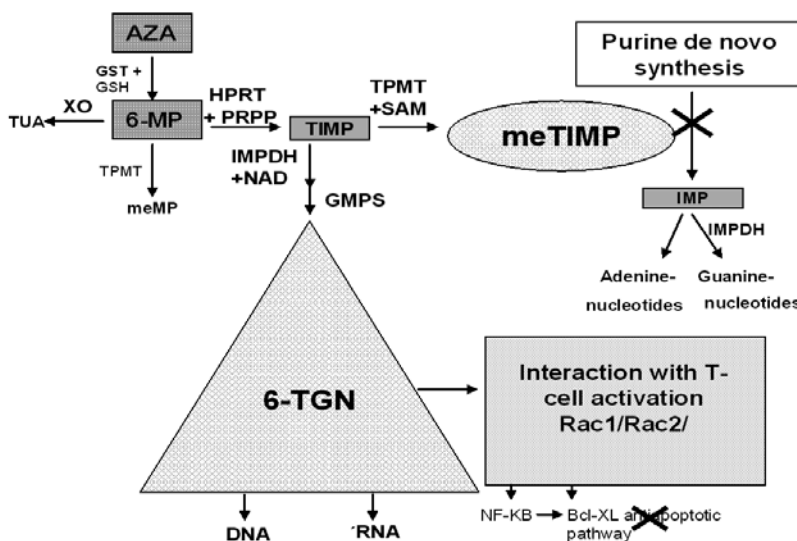 AZA
GST +
GSH
XO
TUA
6-MP
HPRT
+ PRPP
TIMP
TPMT
+SAM
meTIMP
Purine de novo
synthesis
TPMT
meMP
IMPDH
+NAD
GMPS
IMP
IMPDH
Adenine-
nucleotides
Guanine-
nucleotides
6-TGN
Interaction with T-
cell activation
Rac1/Rac2/
DNA
´RNA
NF-KB
Bcl-XL antiapoptotic
pathway